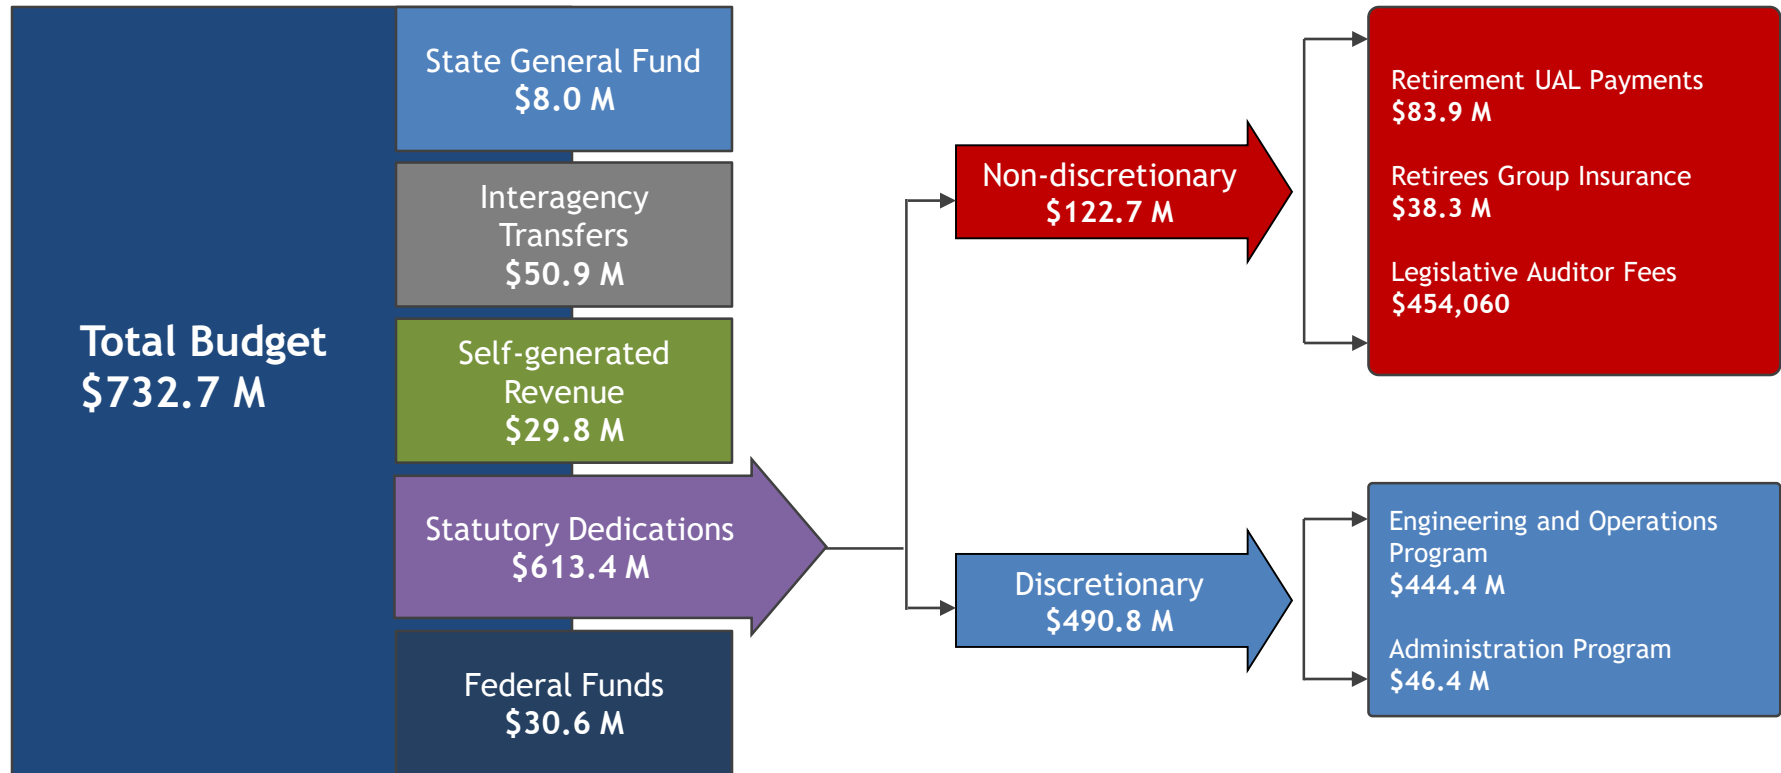 Total Budget
$732.7 M
State General Fund
$8.0 M
Interagency
Transfers
$50.9 M
Self-generated
Revenue
$29.8 M
Statutory Dedications
$613.4 M
Federal Funds
$30.6 M
Non-discretionary
$122.7 M
Discretionary
$490.8 M
Retirement UAL Payments
$83.9 M
Retirees Group Insurance
$38.3 M
Legislative Auditor Fees
$454,060
Engineering and Operations
Program
$444.4 M
Administration Program
$46.4 M